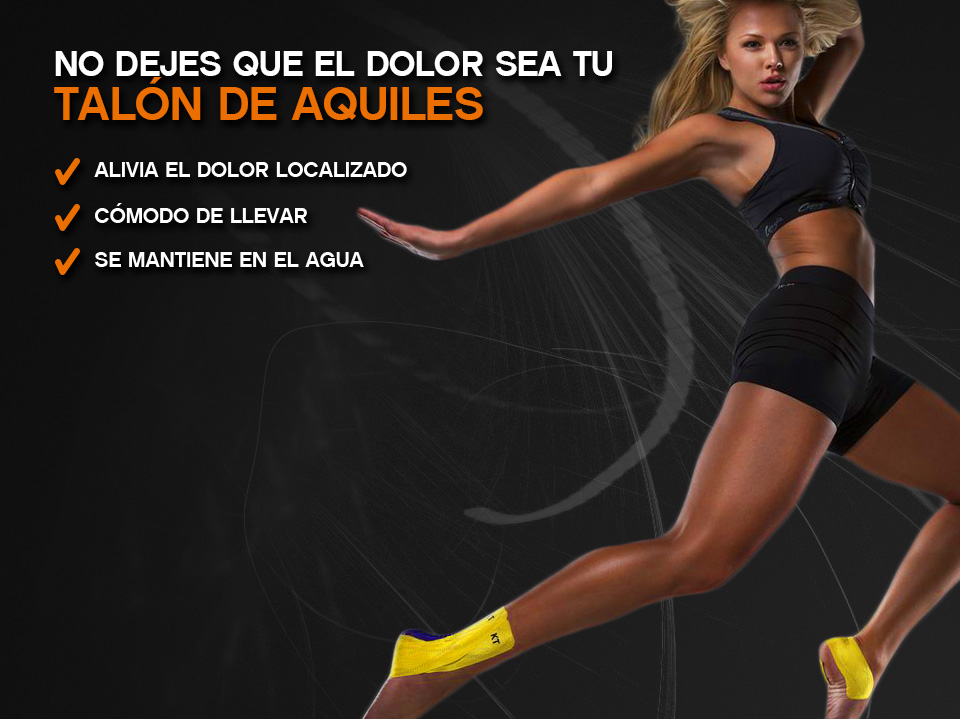 NO DEJES QUE EL DOLOR SEA TU
TALÓN DE AQUILES
ALIVIA EL DOLOR LOCALIZADO
CÓMODO DE LLEVAR
SE MANTIENE EN EL AGUA
KT